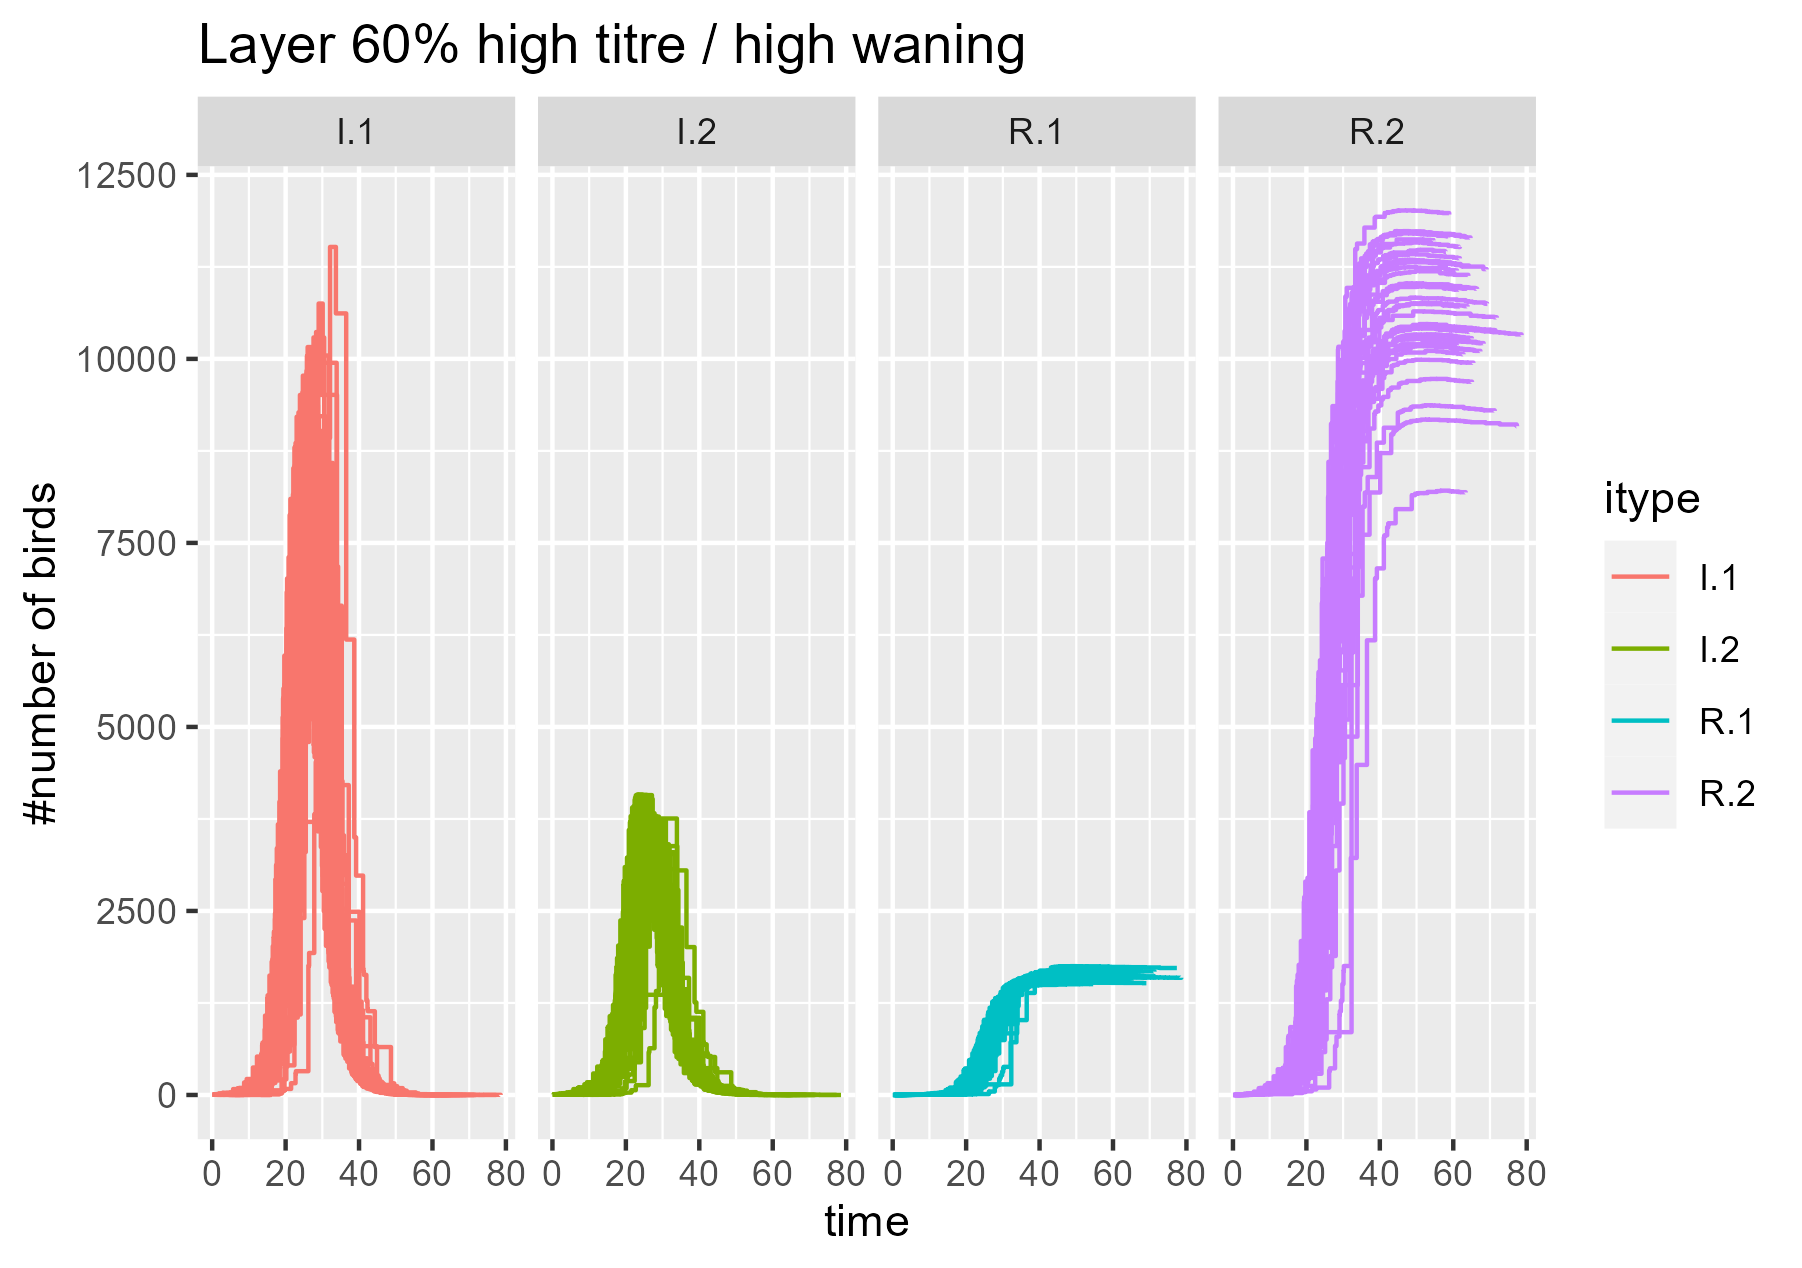 Layer 60% high titre / high waning
I.1 I.2 R.1 R.2
12500
10000
7500
5000
2500
0
#number of birds
0 20 40 60 80 0 20 40 60 80 0 20 40 60 80 0 20 40 60 80
time
itype
I.1
I.2
R.1
R.2